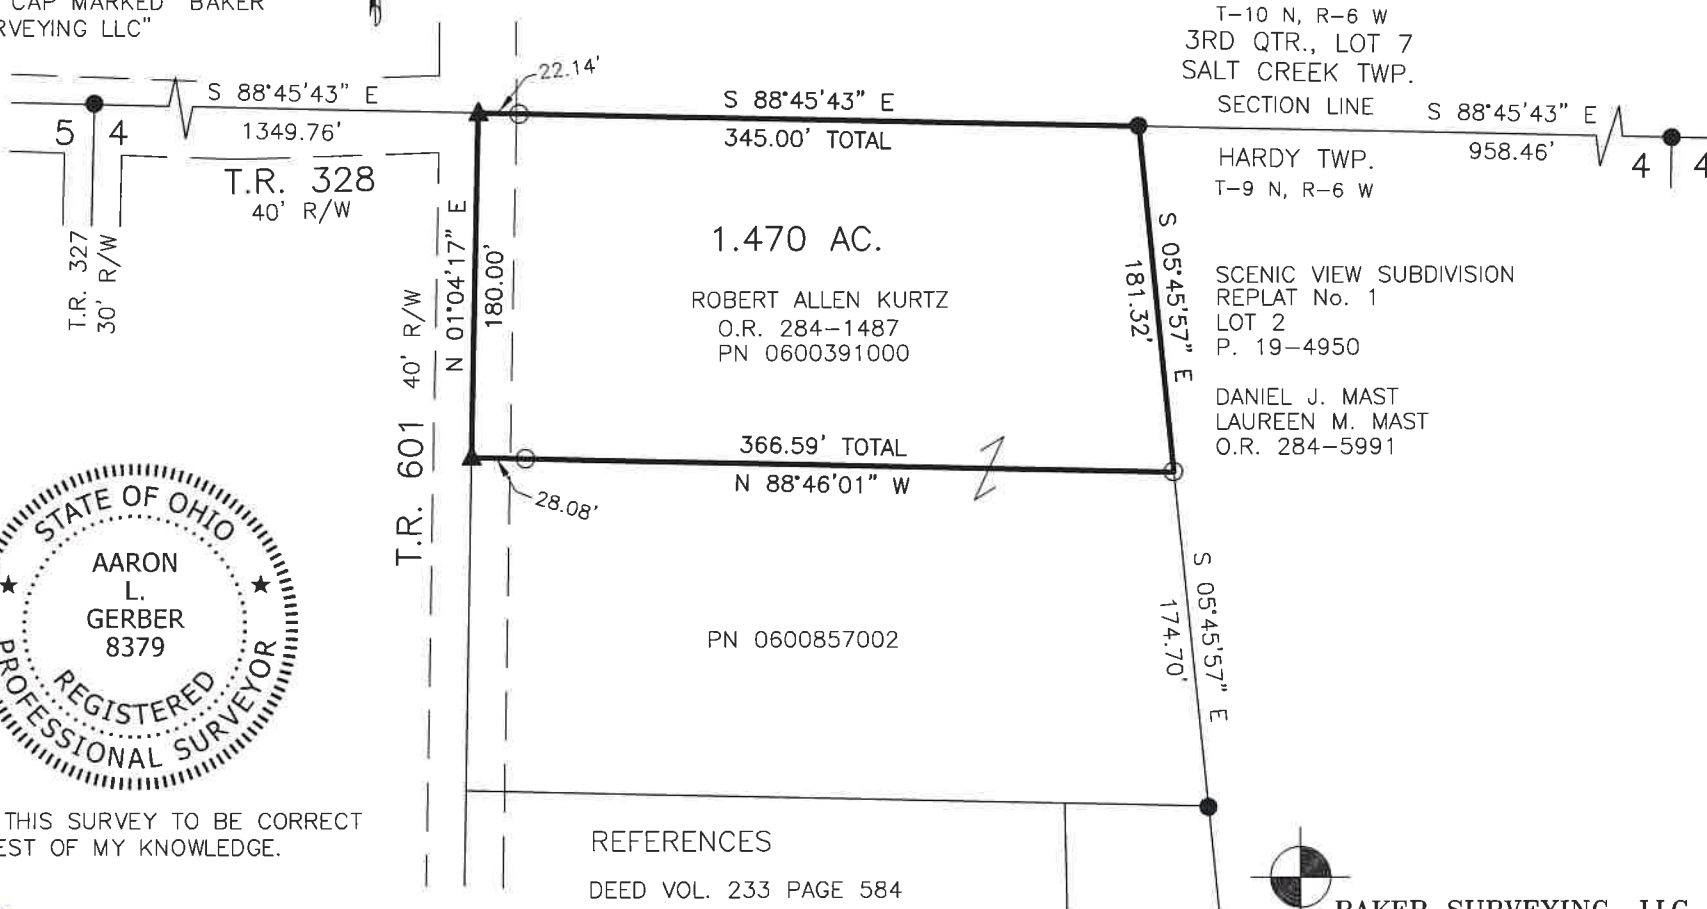 CAP MARKED "BAKER
RVEYING LLC"
T-10 N, R-6 W
3RD QTR., LOT 7
SALT CREEK TWP.
SECTION LINE
22.14'
S 88°45'43" E
1349.76'
S 88°45'43" E
345.00' TOTAL
S 88°45'43" E
958.46'
5 4
4 4
T.R. 328
40' R/W
HARDY TWP.
T-9 N, R-6 W
T.R. 327
30' R/W
T.R. 601 40' R/W
N 01°04'17" E
180.00'
1.470 AC.
ROBERT ALLEN KURTZ
O.R. 284-1487
PN 0600391000
S 05°45'57" E
181.32'
SCENIC VIEW SUBDIVISION
REPLAT No. 1
LOT 2
P. 19-4950
DANIEL J. MAST
LAUREEN M. MAST
O.R. 284-5991
366.59' TOTAL
N 88°46'01" W
28.08'
STATE OF OHIO
AARON
L.
GERBER
8379
REGISTERED
PROFESSIONAL SURVEYOR
PN 0600857002
S 05°45'57" E
174.70'
THIS SURVEY TO BE CORRECT
EST OF MY KNOWLEDGE.
REFERENCES
DEED VOL. 233 PAGE 584
BAKER SURVEYING, LLC